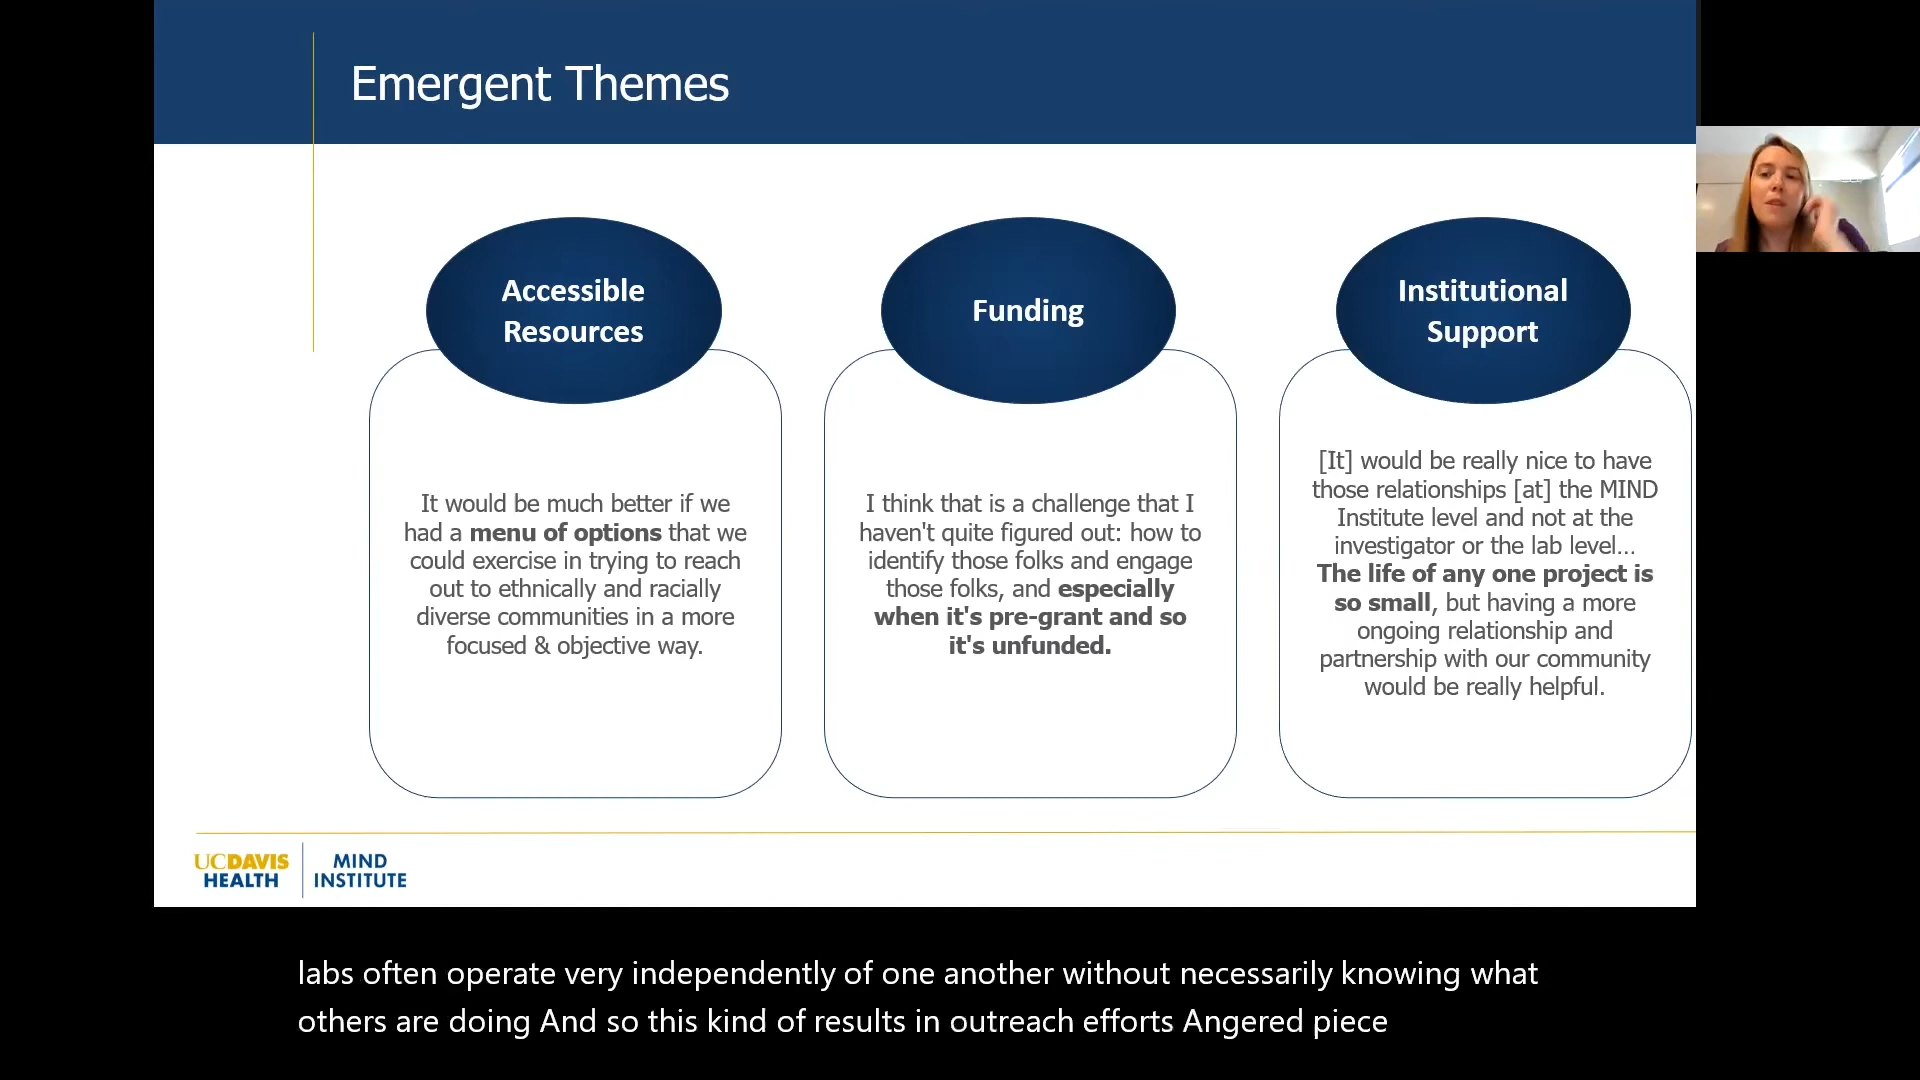 Emergent Themes
Accessible
Resources
It would be much better if we
had a menu of options that we
could exercise in trying to reach
out to ethnically and racially
diverse communities in a more
focused & objective way.
Funding
I think that is a challenge that I
haven't quite figured out: how to
identify those folks and engage
those folks, and especially
when it's pre-grant and so
it's unfunded.
Institutional
Support
[It] would be really nice to have
those relationships [at] the MIND
Institute level and not at the
investigator or the lab level...
The life of any one project is
so small, but having a more
ongoing relationship and
partnership with our community
would be really helpful.
UCDAVIS
HEALTH
MIND
INSTITUTE
labs often operate very independently of one another without necessarily knowing what
others are doing And so this kind of results in outreach efforts Angered piece